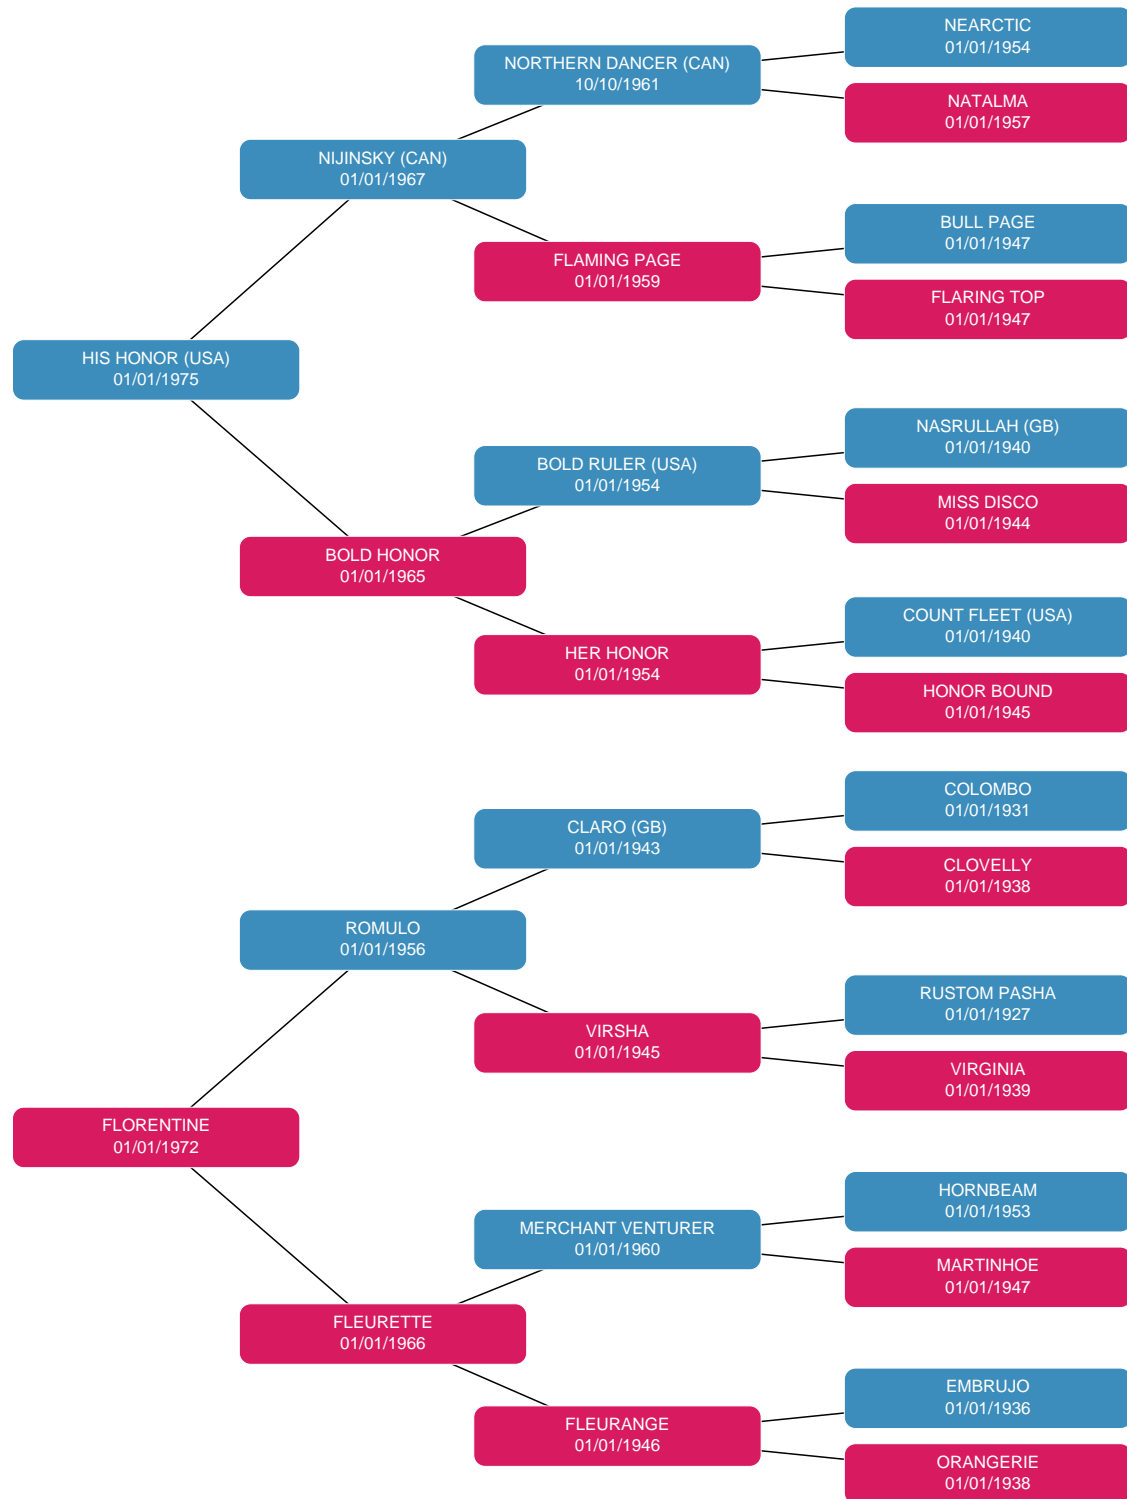 NEARCTIC
01/01/1954
NORTHERN DANCER (CAN)
10/10/1961
NATALMA
01/01/1957
NIJINSKY (CAN)
01/01/1967
BULL PAGE
01/01/1947
FLAMING PAGE
01/01/1959
FLARING TOP
01/01/1947
HIS HONOR (USA)
01/01/1975
NASRULLAH (GB)
01/01/1940
BOLD RULER (USA)
01/01/1954
MISS DISCO
01/01/1944
BOLD HONOR
01/01/1965
COUNT FLEET (USA)
01/01/1940
HER HONOR
01/01/1954
HONOR BOUND
01/01/1945
COLOMBO
01/01/1931
CLARO (GB)
01/01/1943
CLOVELLY
01/01/1938
ROMULO
01/01/1956
RUSTOM PASHA
01/01/1927
VIRSHA
01/01/1945
VIRGINIA
01/01/1939
FLORENTINE
01/01/1972
HORNBEAM
01/01/1953
MERCHANT VENTURER
01/01/1960
MARTINHOE
01/01/1947
FLEURETTE
01/01/1966
EMBRUJO
01/01/1936
FLEURANGE
01/01/1946
ORANGERIE
01/01/1938